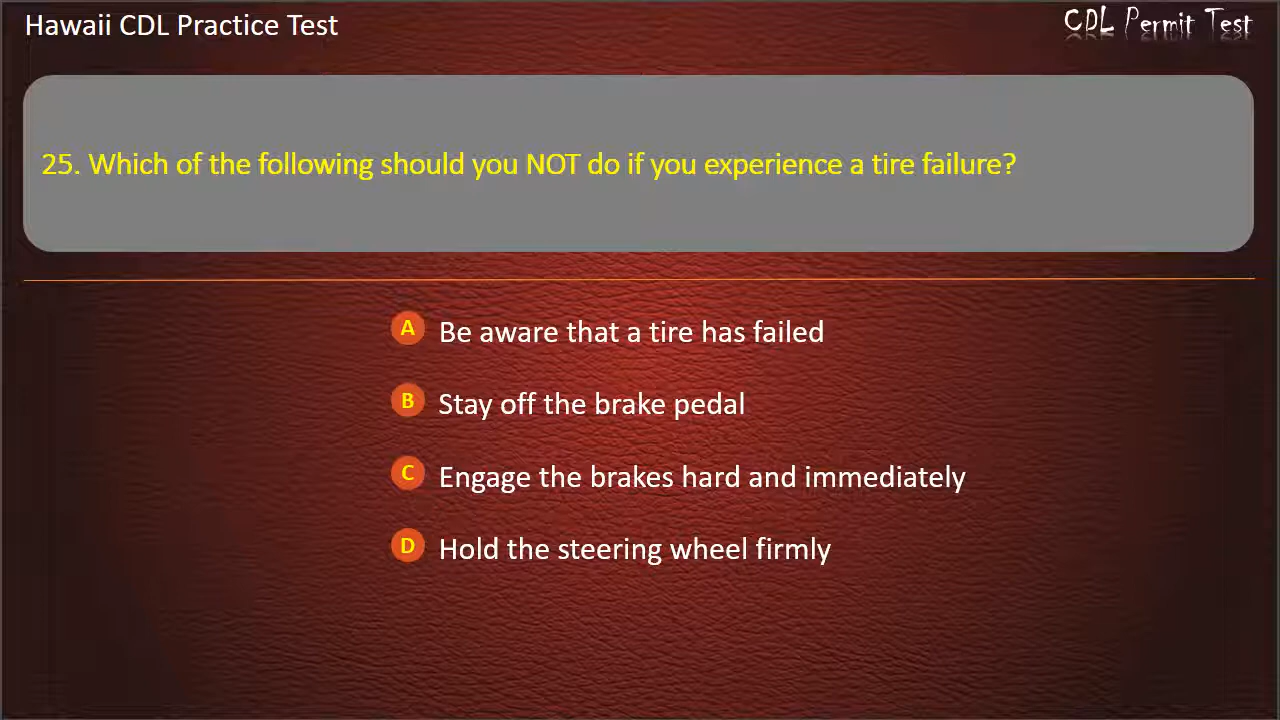 Hawaii CDL Practice Test
CDL Permit Test
25. Which of the following should you NOT do if you experience a tire failure?
A Be aware that a tire has failed
B Stay off the brake pedal
C Engage the brakes hard and immediately
D Hold the steering wheel firmly